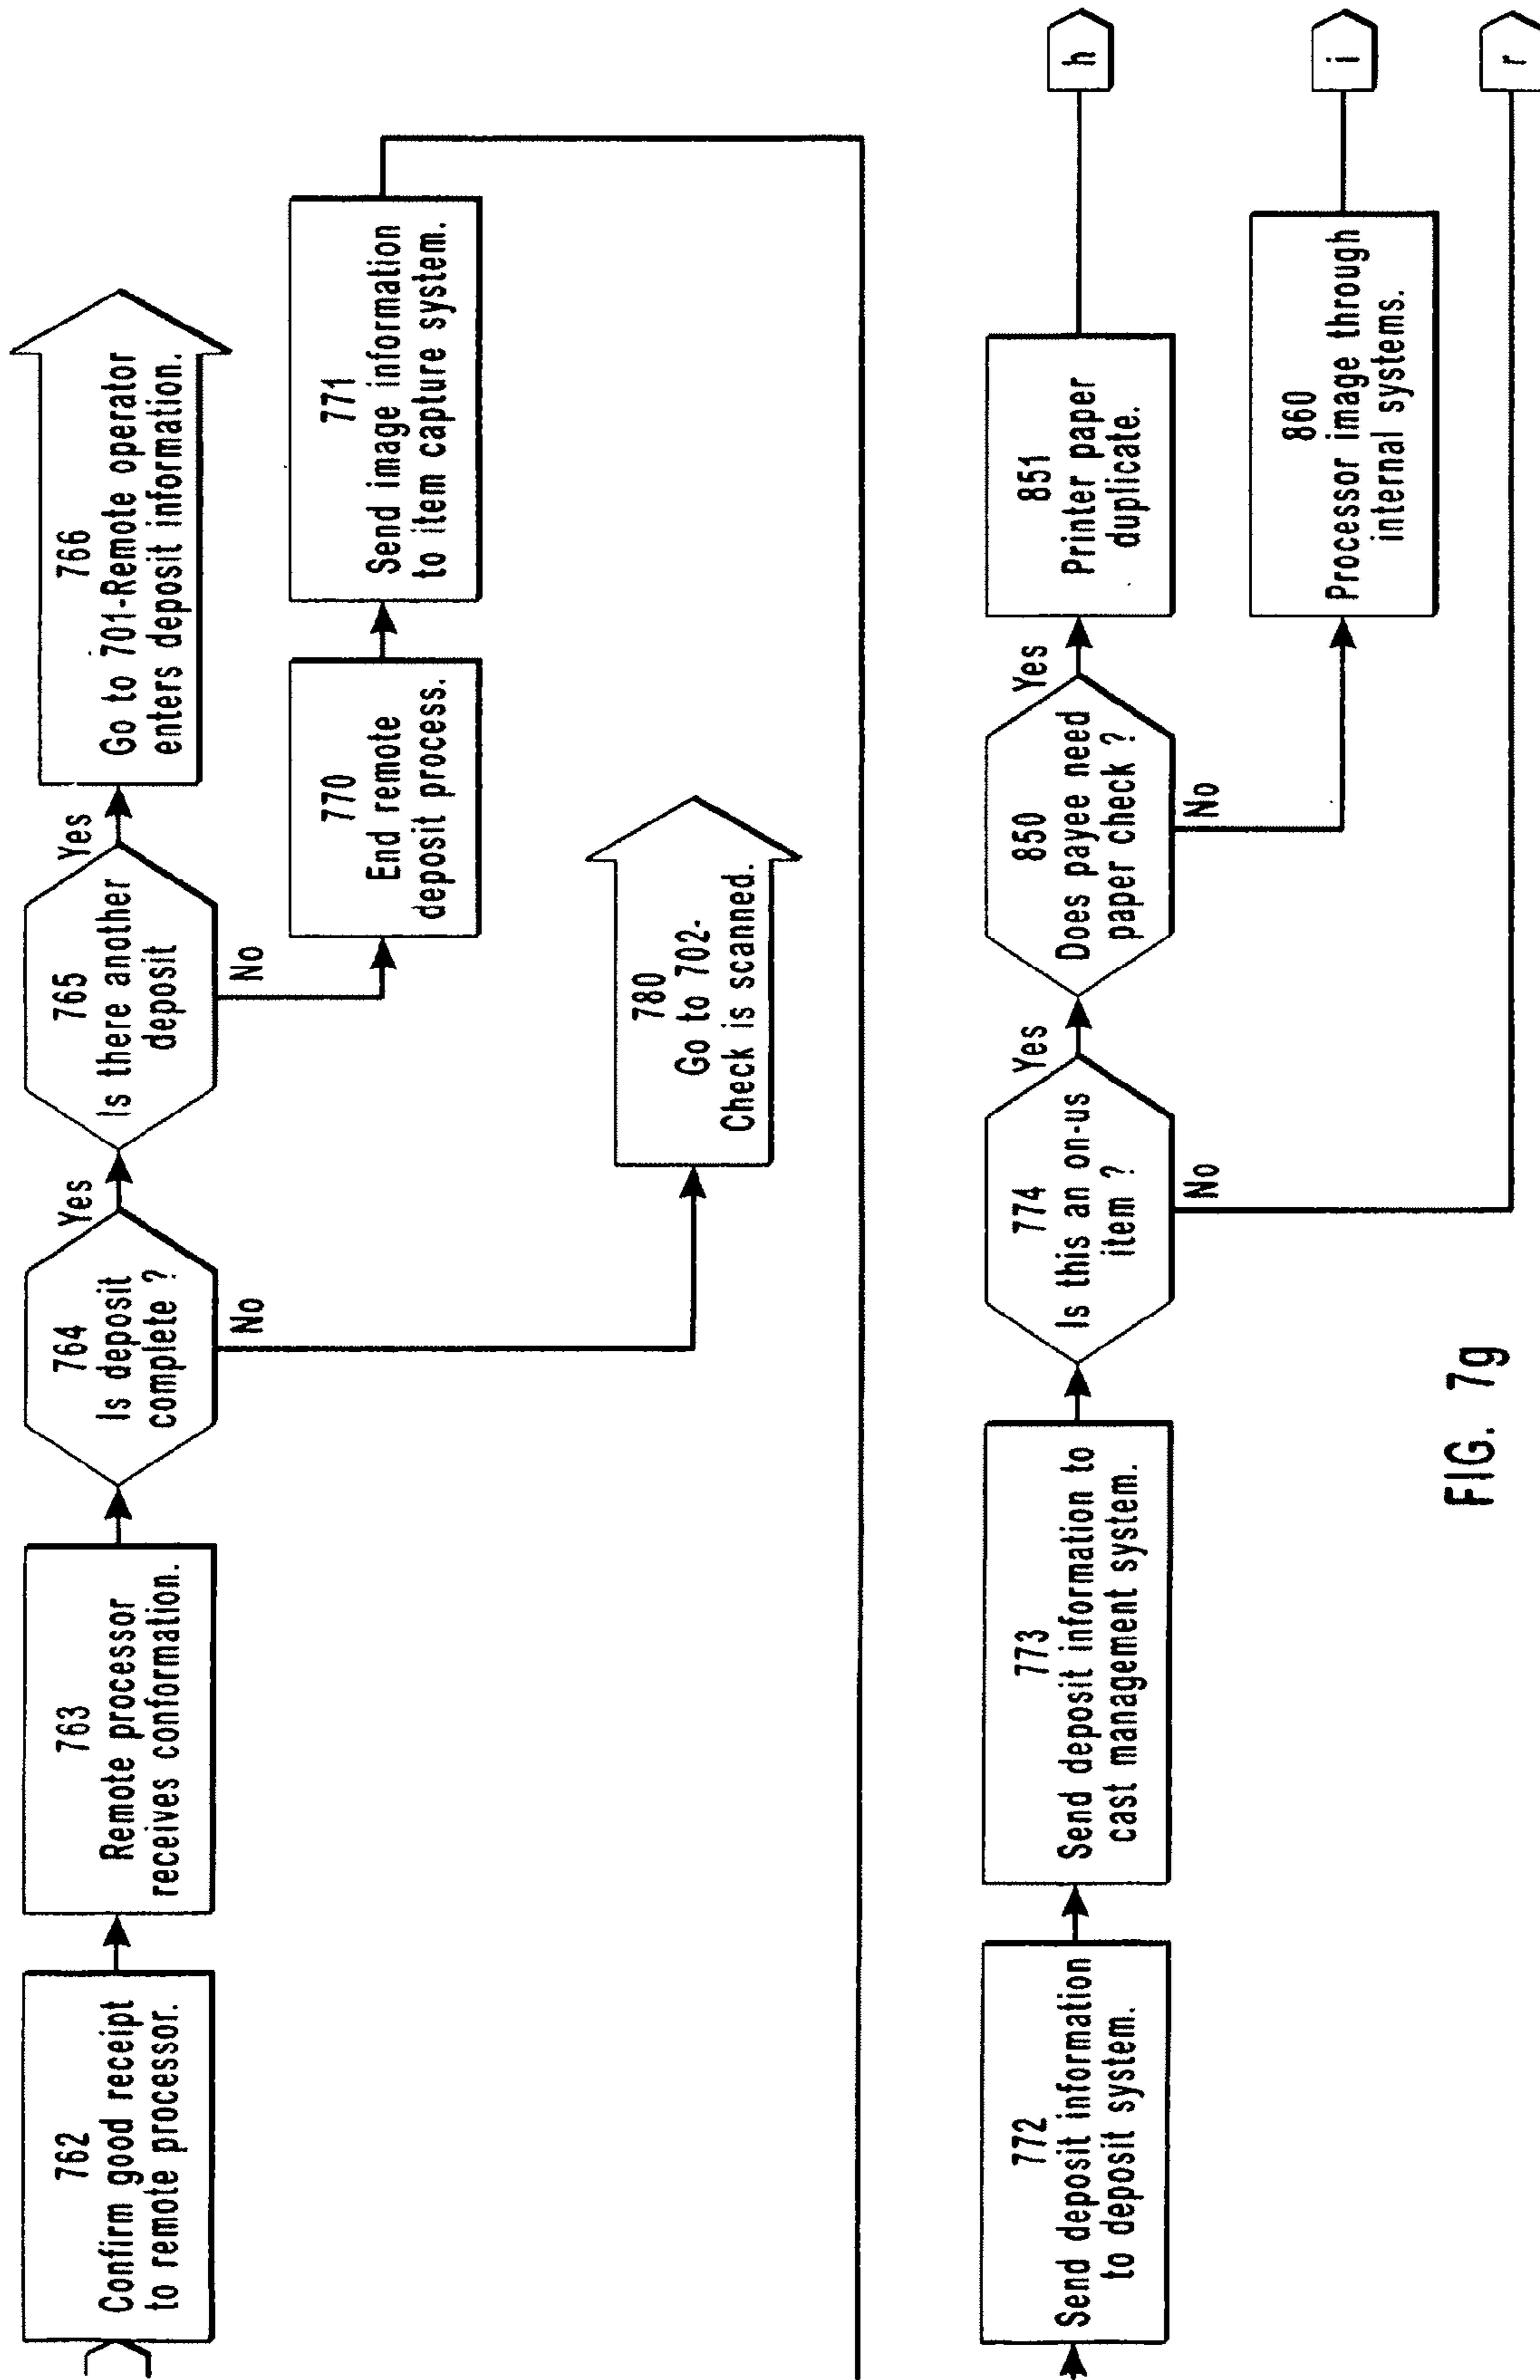 762
Confirm good receipt
to remote processor.
763
Remote processor
receives conformation.
764
Is deposit
complete ?
Yes
No
765
Is there another
deposit
Yes
No
766
Go to 701-Remote operator
enters deposit information.
770
End remote
deposit process.
771
Send image information
to item capture system.
780
Go to 702-
Check is scanned.
772
Send deposit information
to deposit system.
773
Send deposit information to
cast management system.
774
Is this an on-us
item ?
Yes
No
850
Does payee need
paper check ?
Yes
No
851
Printer paper
duplicate.
860
Processor image through
internal systems.
h
i
r
FIG. 7g